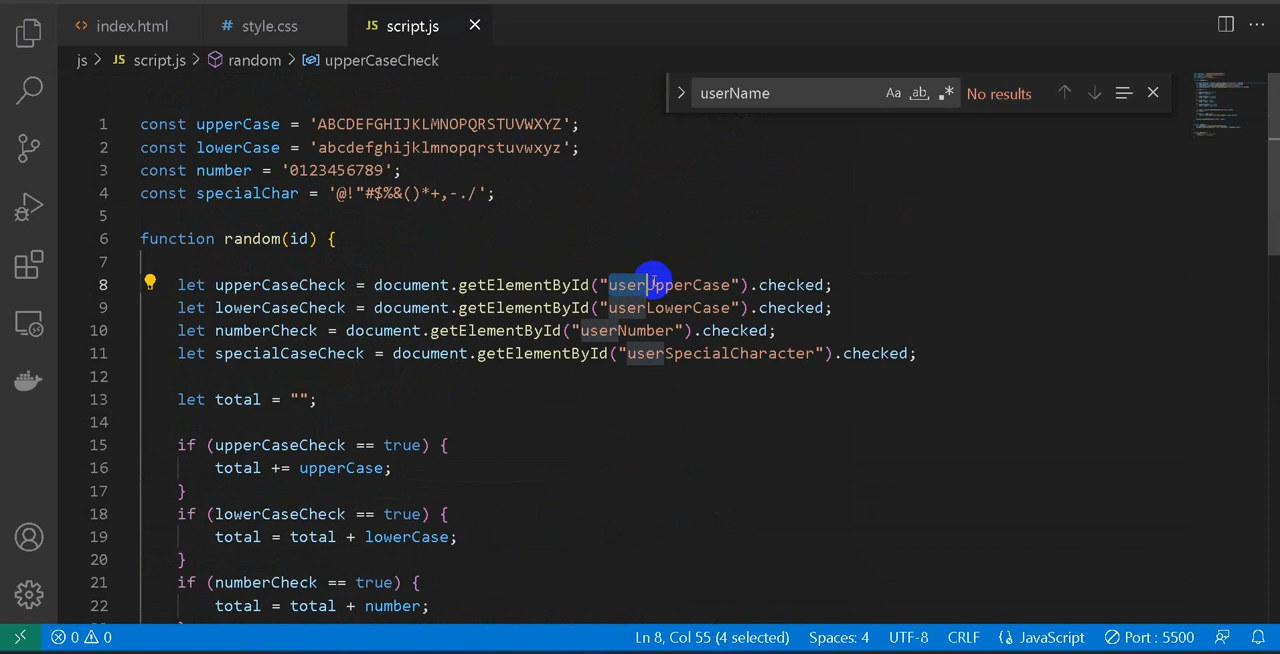 <> index.html # style.css JS script.js
js > JS script.js > random > upperCaseCheck
userName Aa ab .* No results
1 const upperCase = 'ABCDEFGHIJKLMNOPQRSTUVWXYZ';
2 const lowerCase = 'abcdefghijklmnopqrstuvwxyz';
3 const number = '0123456789';
4 const specialChar = '@!"#$%&()*+,-./';
5
6 function random(id) {
7
8 let upperCaseCheck = document.getElementById("userUpperCase").checked;
9 let lowerCaseCheck = document.getElementById("userLowerCase").checked;
10 let numberCheck = document.getElementById("userNumber").checked;
11 let specialCaseCheck = document.getElementById("userSpecialCharacter").checked;
12
13 let total = "";
14
15 if (upperCaseCheck == true) {
16 total += upperCase;
17 }
18 if (lowerCaseCheck == true) {
19 total = total + lowerCase;
20 }
21 if (numberCheck == true) {
22 total = total + number;
0 0 Ln 8, Col 55 (4 selected) Spaces: 4 UTF-8 CRLF JavaScript Port : 5500